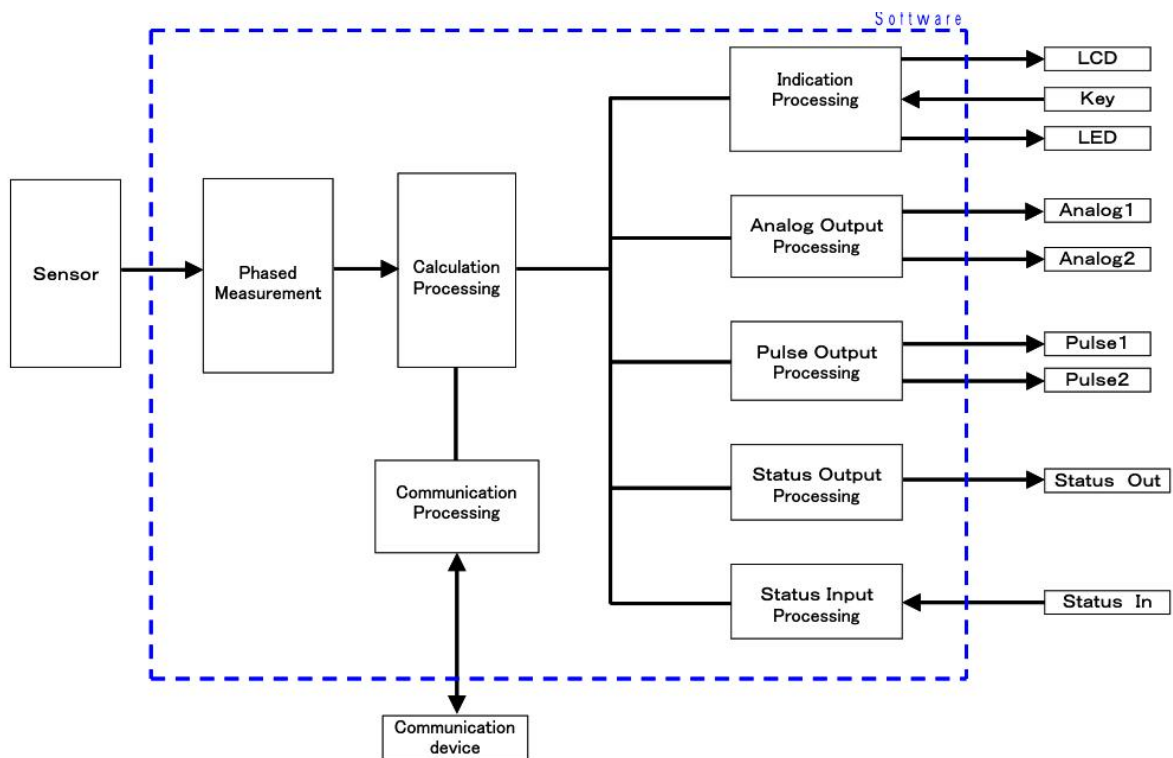 Software
Indication
Processing
LCD
Key
LED
Sensor
Phased
Measurement
Calculation
Processing
Analog Output
Processing
Analog1
Analog2
Pulse Output
Processing
Pulse1
Pulse2
Communication
Processing
Status Output
Processing
Status Out
Status Input
Processing
Status In
Communication
device